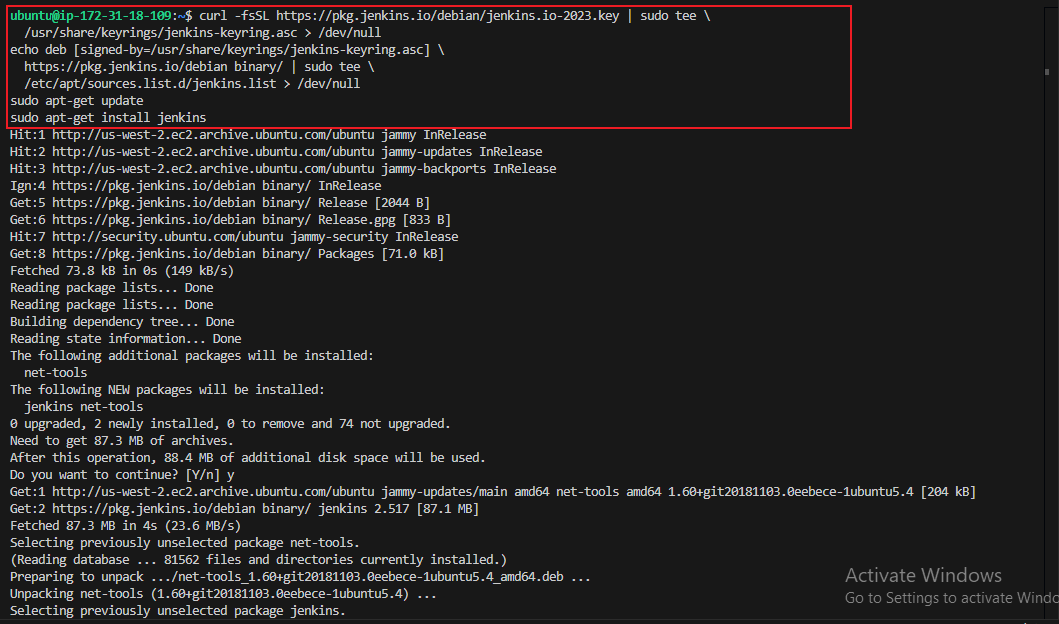 ubuntu@ip-172-31-18-109:~$ curl -fsSL https://pkg.jenkins.io/debian/jenkins.io-2023.key | sudo tee \
  /usr/share/keyrings/jenkins-keyring.asc > /dev/null
echo deb [signed-by=/usr/share/keyrings/jenkins-keyring.asc] \
  https://pkg.jenkins.io/debian binary/ | sudo tee \
  /etc/apt/sources.list.d/jenkins.list > /dev/null
sudo apt-get update
sudo apt-get install jenkins
Hit:1 http://us-west-2.ec2.archive.ubuntu.com/ubuntu jammy InRelease
Hit:2 http://us-west-2.ec2.archive.ubuntu.com/ubuntu jammy-updates InRelease
Hit:3 http://us-west-2.ec2.archive.ubuntu.com/ubuntu jammy-backports InRelease
Ign:4 https://pkg.jenkins.io/debian binary/ InRelease
Get:5 https://pkg.jenkins.io/debian binary/ Release [2044 B]
Get:6 https://pkg.jenkins.io/debian binary/ Release.gpg [833 B]
Hit:7 http://security.ubuntu.com/ubuntu jammy-security InRelease
Get:8 https://pkg.jenkins.io/debian binary/ Packages [71.0 kB]
Fetched 73.8 kB in 0s (149 kB/s)
Reading package lists... Done
Reading package lists... Done
Building dependency tree... Done
Reading state information... Done
The following additional packages will be installed:
  net-tools
The following NEW packages will be installed:
  jenkins net-tools
0 upgraded, 2 newly installed, 0 to remove and 74 not upgraded.
Need to get 87.3 MB of archives.
After this operation, 88.4 MB of additional disk space will be used.
Do you want to continue? [Y/n] y
Get:1 http://us-west-2.ec2.archive.ubuntu.com/ubuntu jammy-updates/main amd64 net-tools amd64 1.60+git20181103.0eebece-1ubuntu5.4 [204 kB]
Get:2 https://pkg.jenkins.io/debian binary/ jenkins 2.517 [87.1 MB]
Fetched 87.3 MB in 4s (23.6 MB/s)
Selecting previously unselected package net-tools.
(Reading database ... 81562 files and directories currently installed.)
Preparing to unpack .../net-tools_1.60+git20181103.0eebece-1ubuntu5.4_amd64.deb ...
Unpacking net-tools (1.60+git20181103.0eebece-1ubuntu5.4) ...
Selecting previously unselected package jenkins.
Activate Windows
Go to Settings to activate Windo